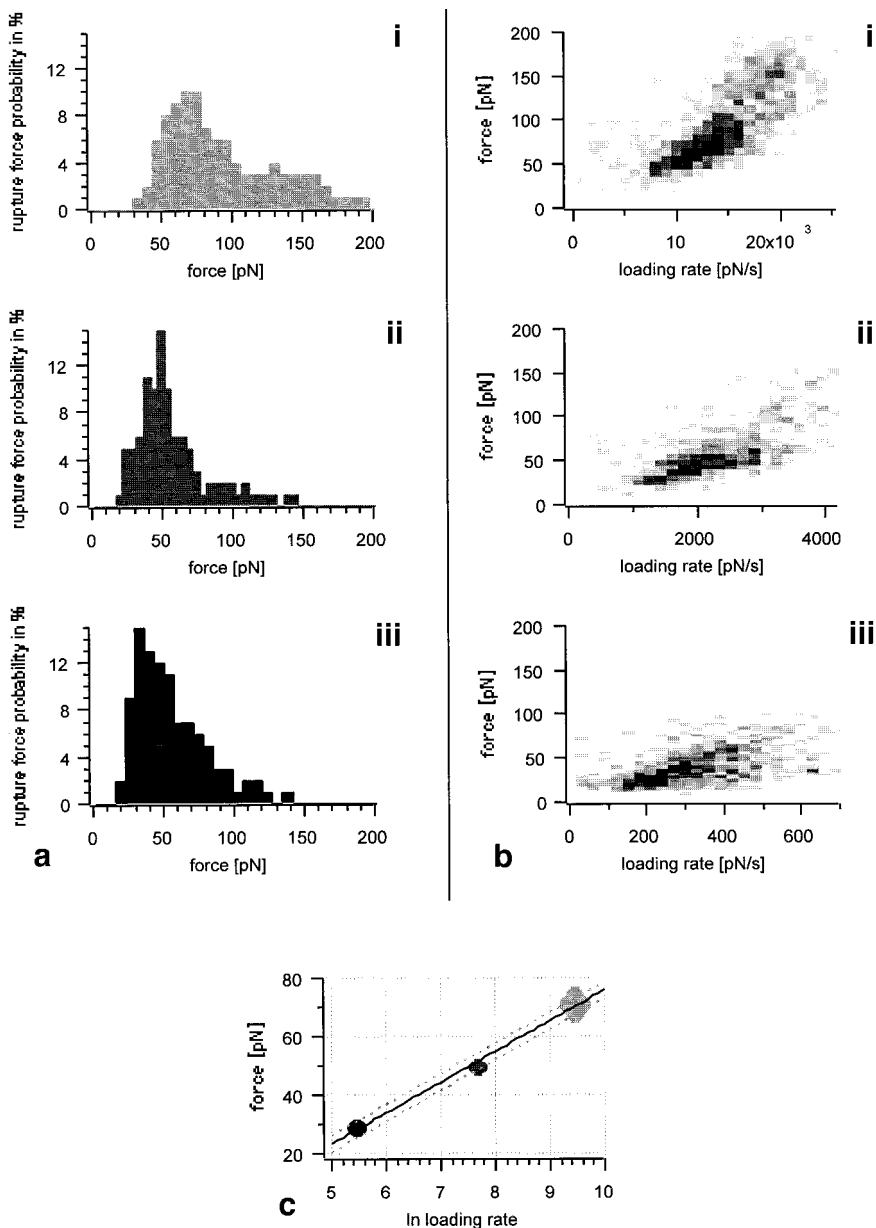 i
rupture force probability in %
12
8
4
0
0 50 100 150 200
force [pN]
ii
rupture force probability in %
12
8
4
0
0 50 100 150 200
force [pN]
iii
rupture force probability in %
12
8
4
0
0 50 100 150 200
force [pN]
a
i
force [pN]
200
150
100
50
0
0 10 20x10 3
loading rate [pN/s]
ii
force [pN]
200
150
100
50
0
0 2000 4000
loading rate [pN/s]
iii
force [pN]
200
150
100
50
0
0 200 400 600
loading rate [pN/s]
b
force [pN]
80
60
40
20
5 6 7 8 9 10
ln loading rate
c